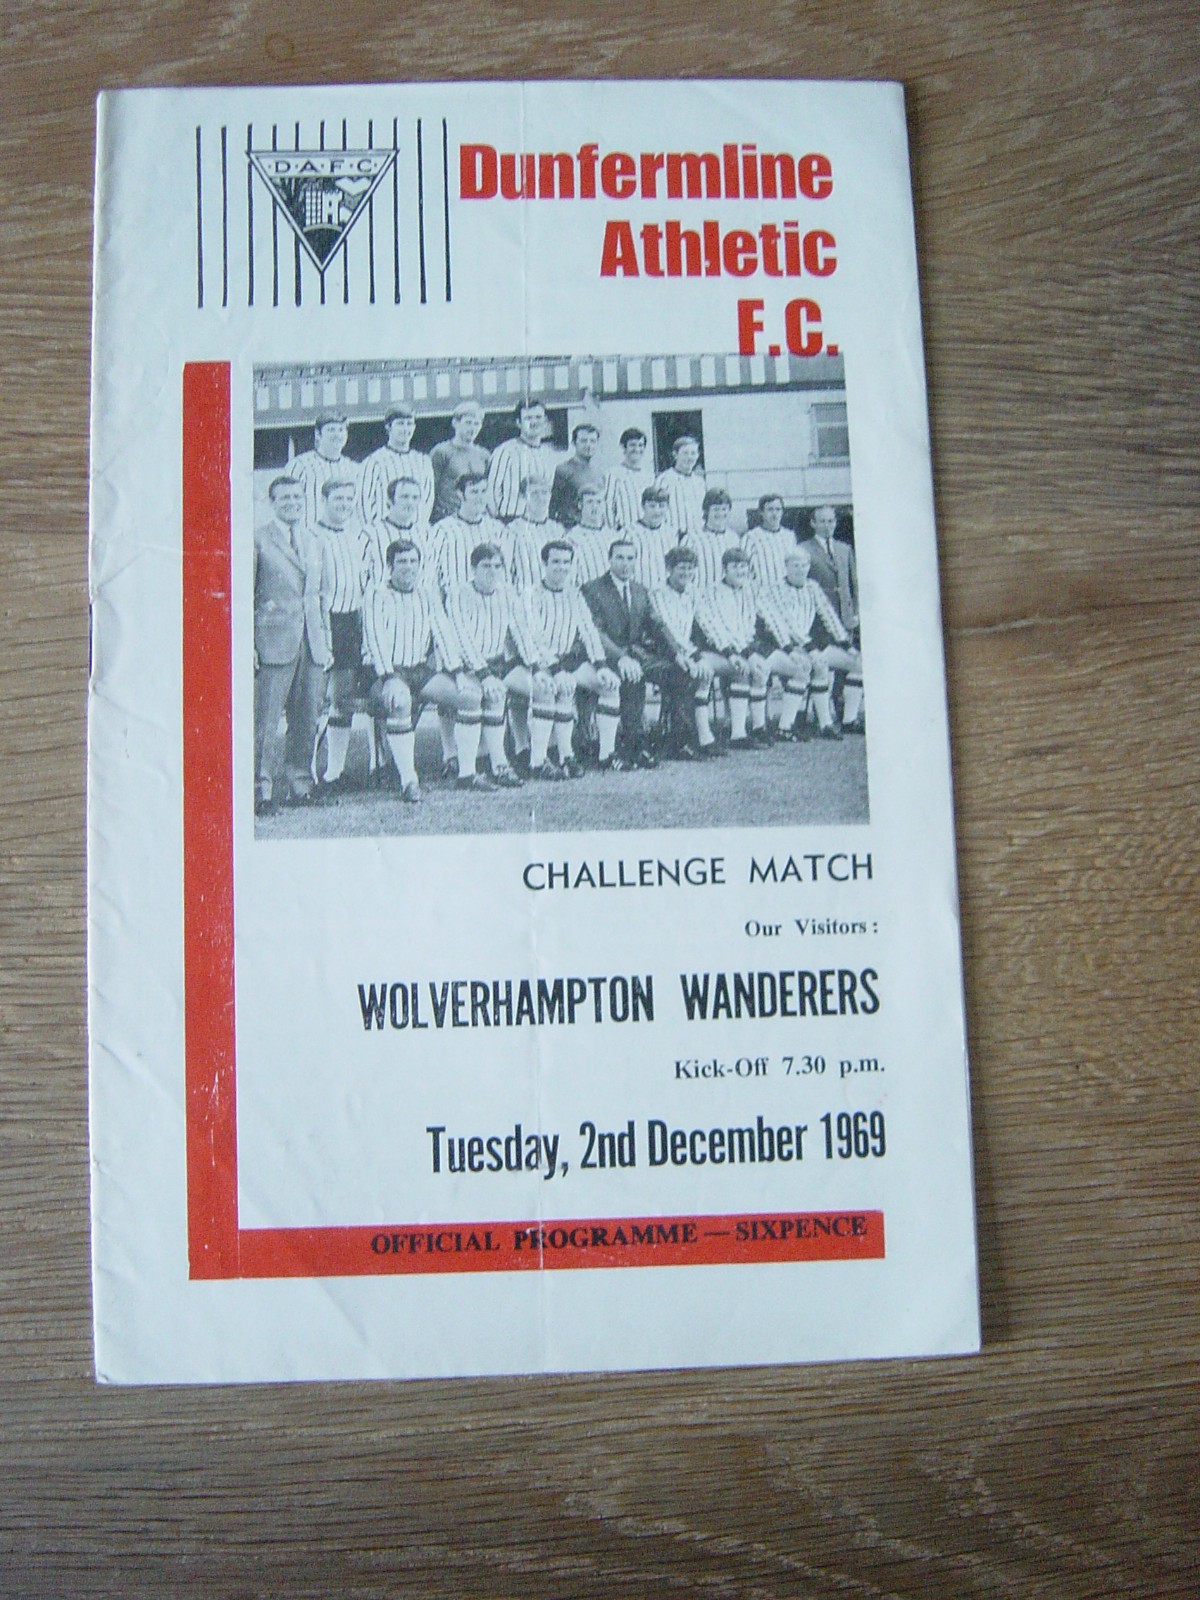 D·A·F·C
Dunfermline
Athletic
F.C.
CHALLENGE MATCH
Our Visitors:
WOLVERHAMPTON WANDERERS
Kick-Off 7.30 p.m.
Tuesday, 2nd December 1969
OFFICIAL PROGRAMME — SIXPENCE